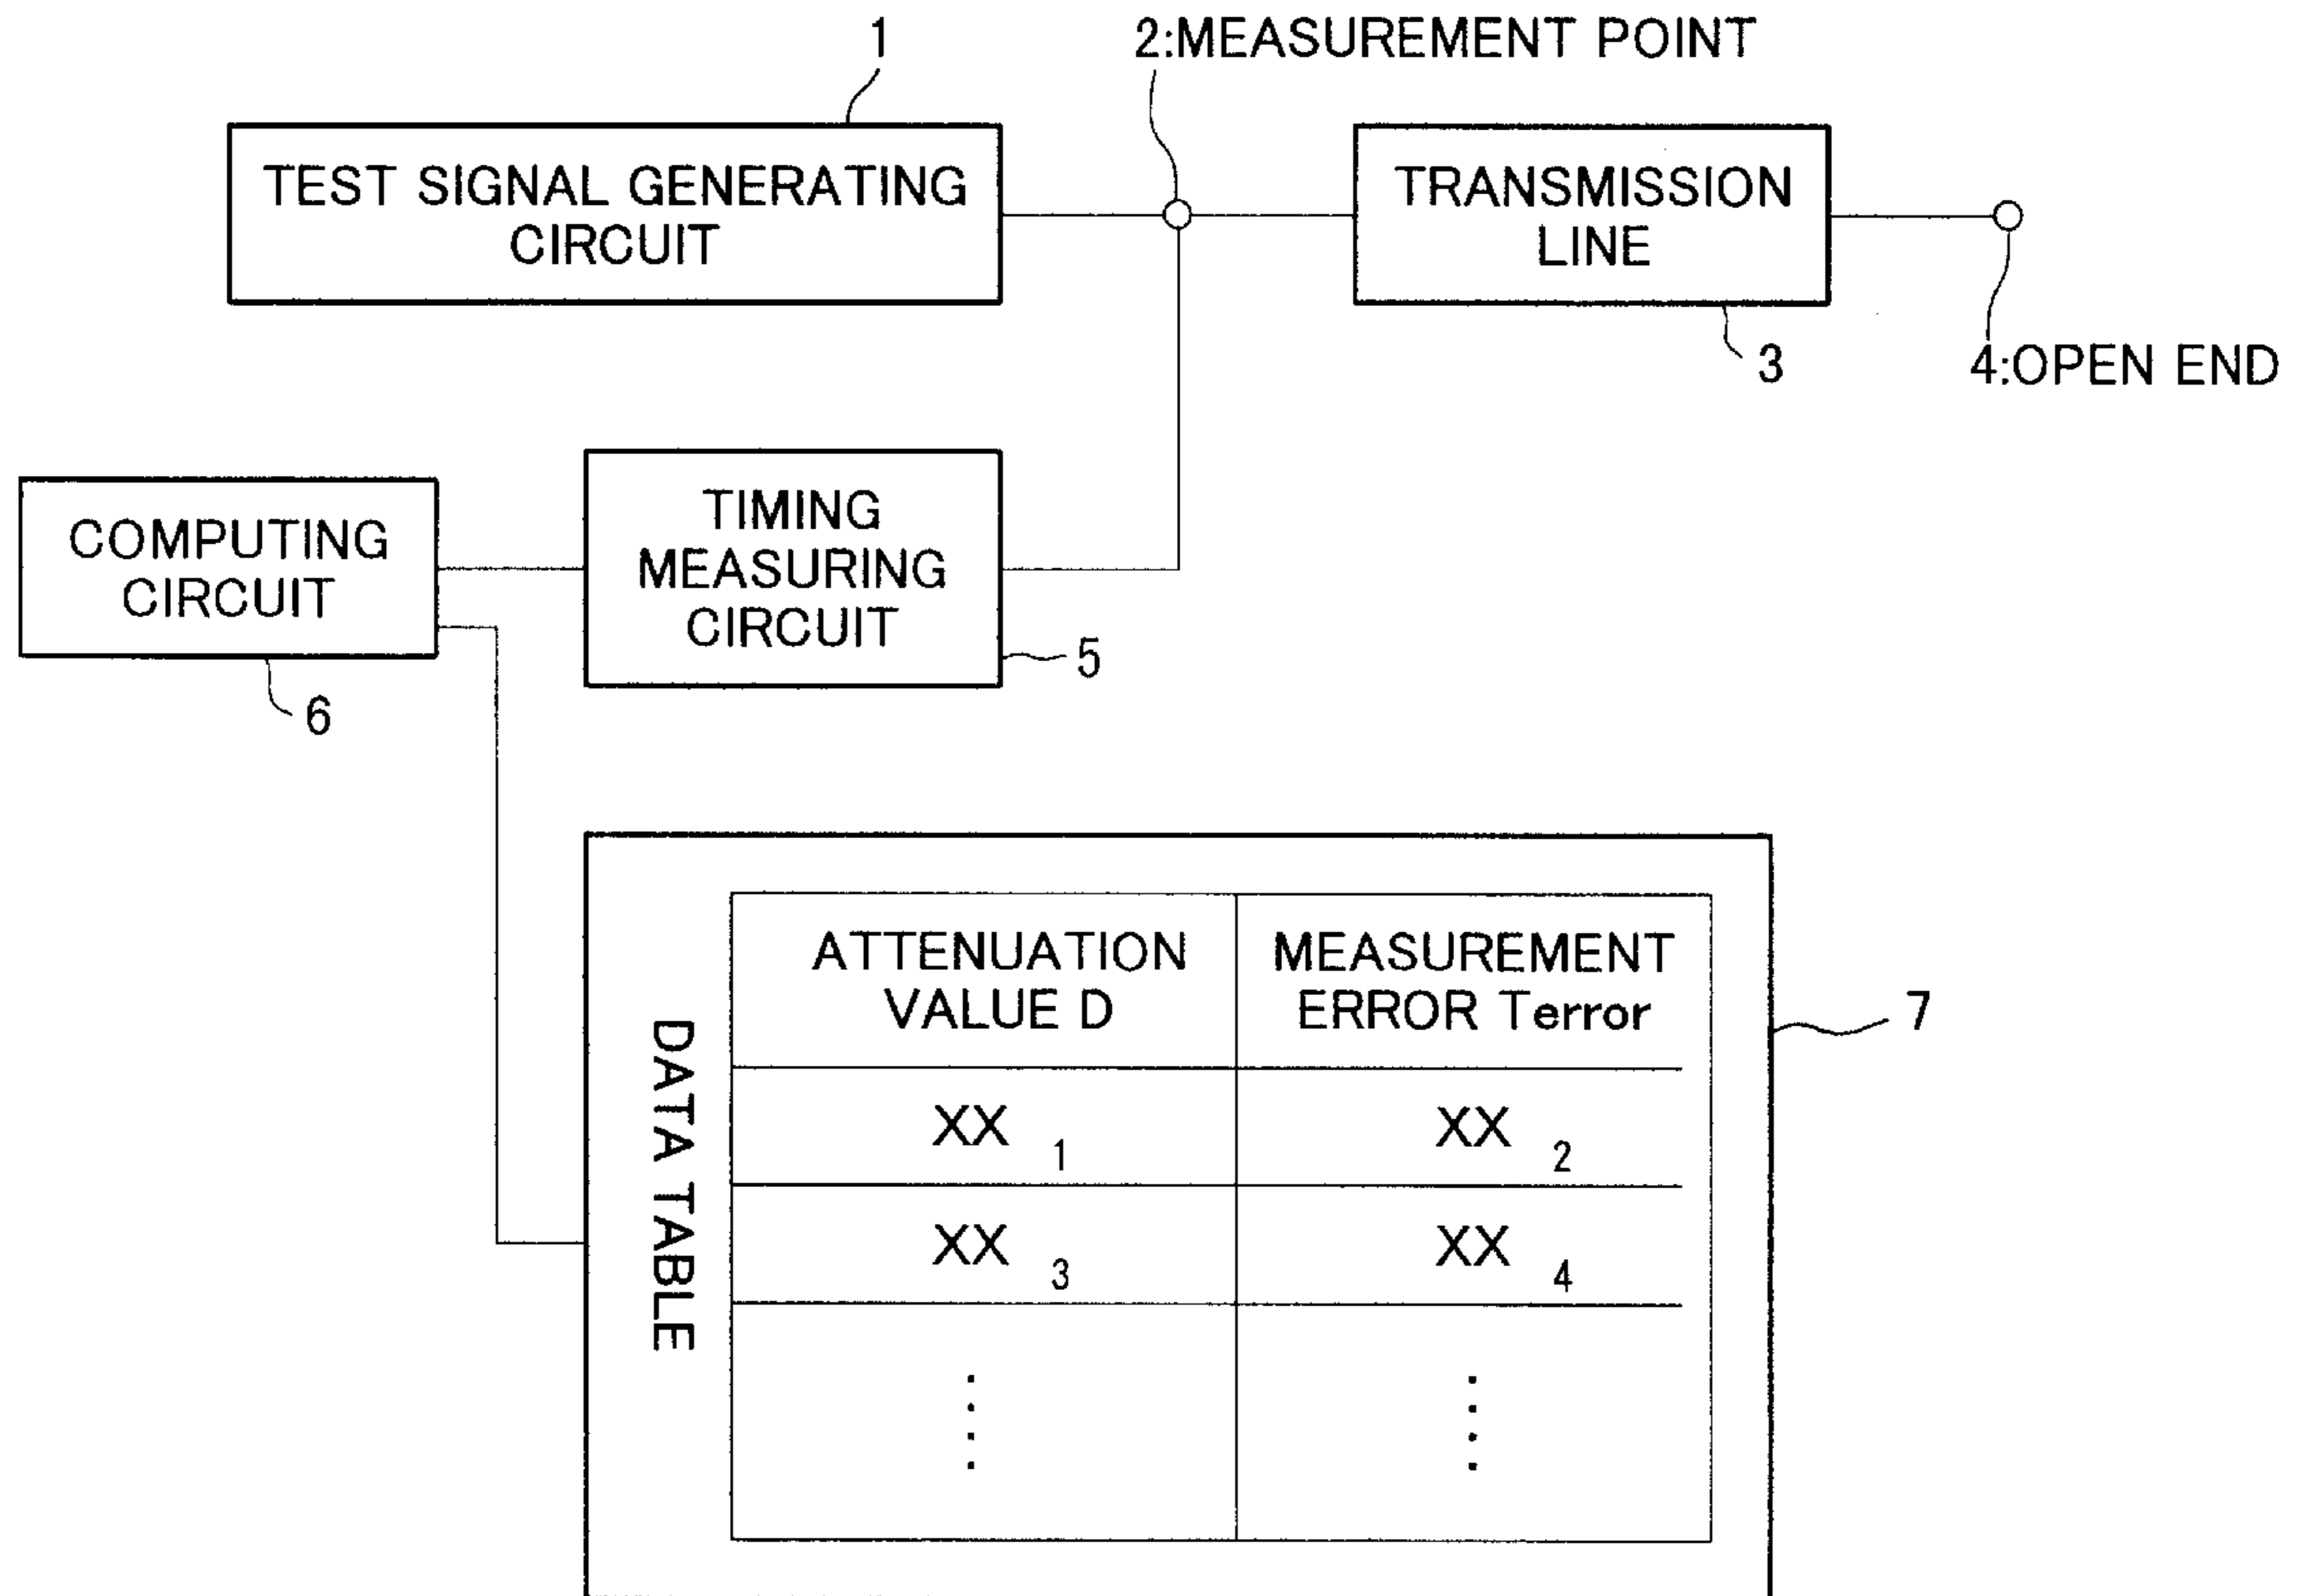 1
2:MEASUREMENT POINT
TEST SIGNAL GENERATING
CIRCUIT
TRANSMISSION
LINE
3
4:OPEN END
COMPUTING
CIRCUIT
6
TIMING
MEASURING
CIRCUIT
5
DATA TABLE
ATTENUATION
VALUE D
MEASUREMENT
ERROR Terror
7
XX 1
XX 2
XX 3
XX 4